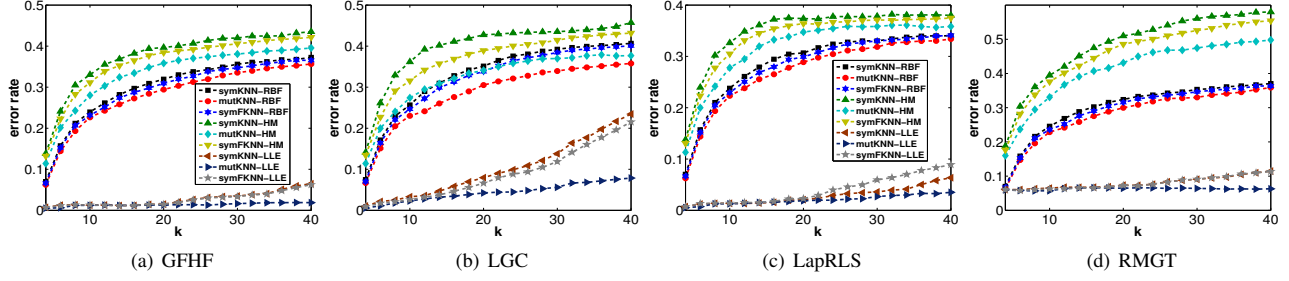 error rate
0.5
0.4
0.3
0.2
0.1
0
10
20
30
40
k
symKNN-RBF
mutKNN-RBF
symFKNN-RBF
symKNN-HM
mutKNN-HM
symFKNN-HM
symKNN-LLE
mutKNN-LLE
symFKNN-LLE
(a) GFHF
error rate
0.5
0.4
0.3
0.2
0.1
0
10
20
30
40
k
(b) LGC
error rate
0.4
0.3
0.2
0.1
0
10
20
30
40
k
symKNN-RBF
mutKNN-RBF
symFKNN-RBF
symKNN-HM
mutKNN-HM
symFKNN-HM
symKNN-LLE
mutKNN-LLE
symFKNN-LLE
(c) LapRLS
error rate
0.5
0.4
0.3
0.2
0.1
0
10
20
30
40
k
(d) RMGT